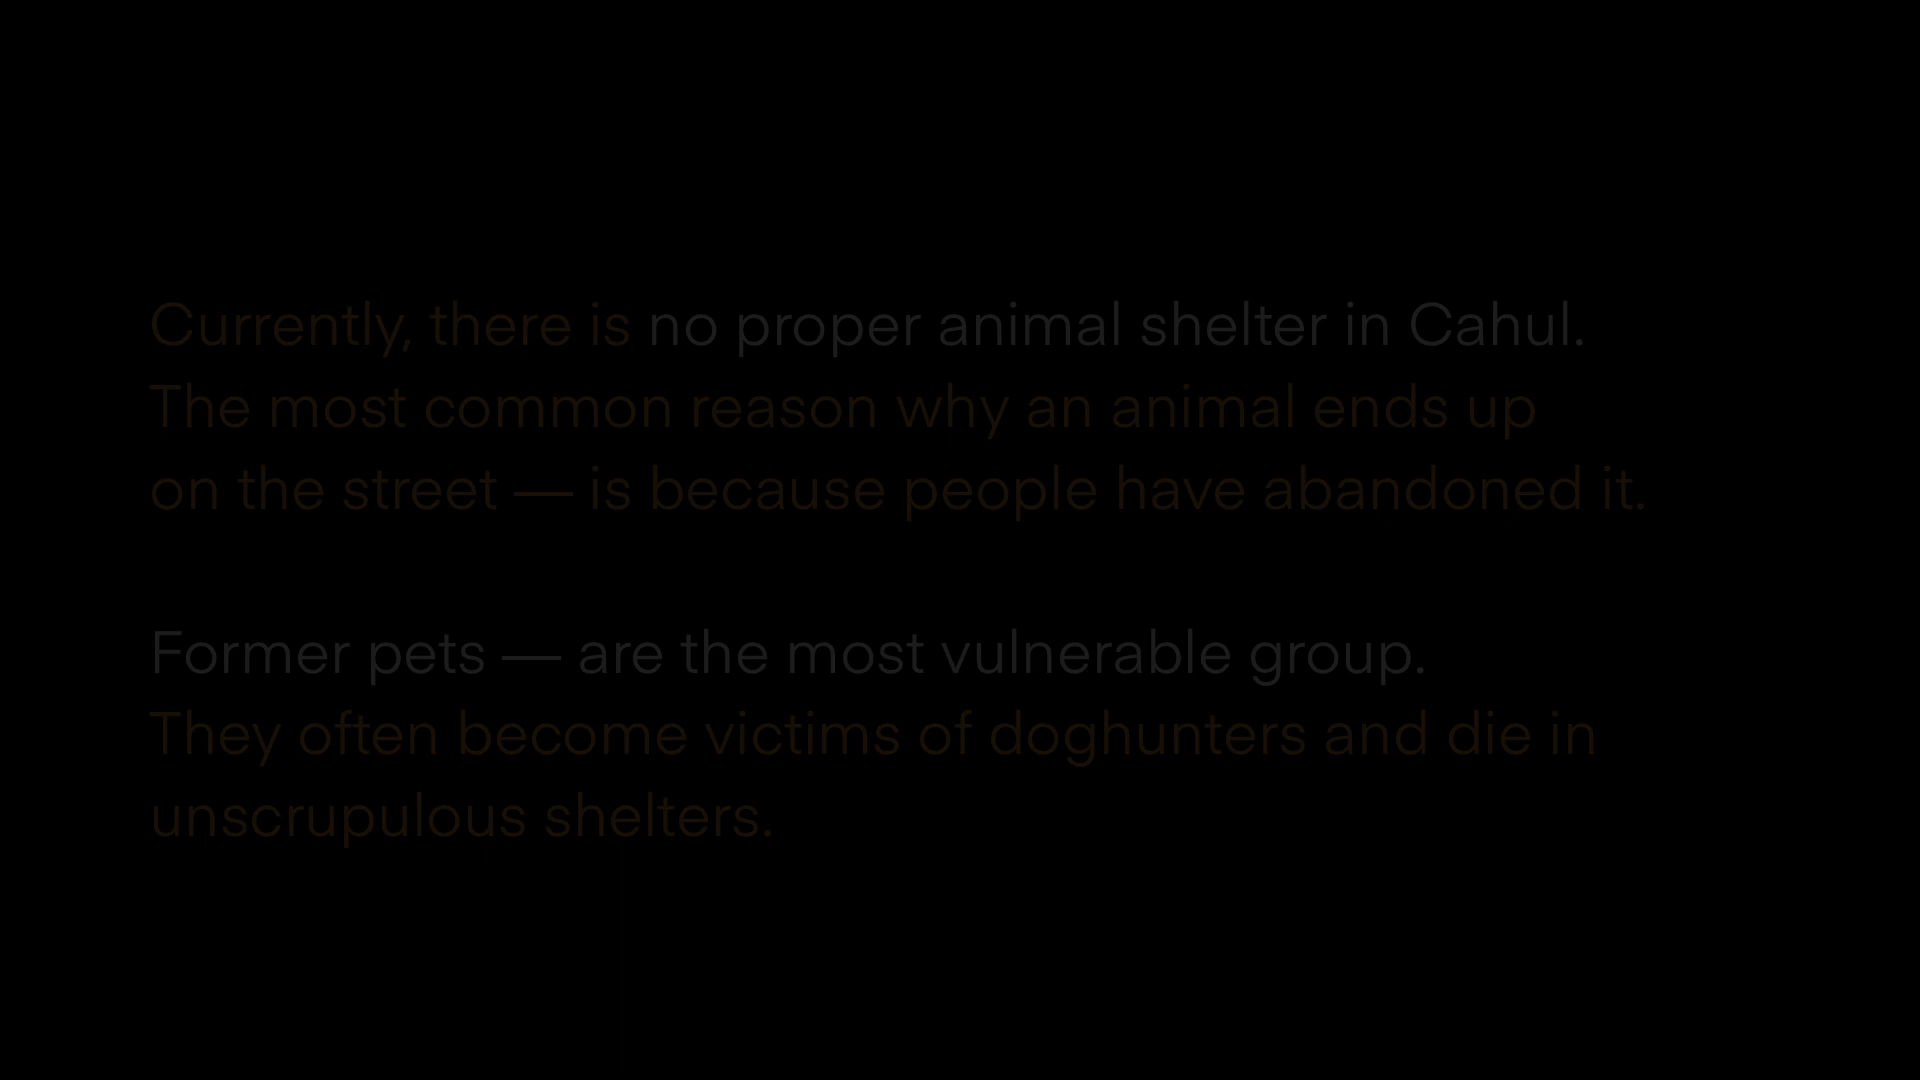 Currently, there is no proper animal shelter in Cahul.
The most common reason why an animal ends up
on the street — is because people have abandoned it.
Former pets — are the most vulnerable group.
They often become victims of doghunters and die in
unscrupulous shelters.